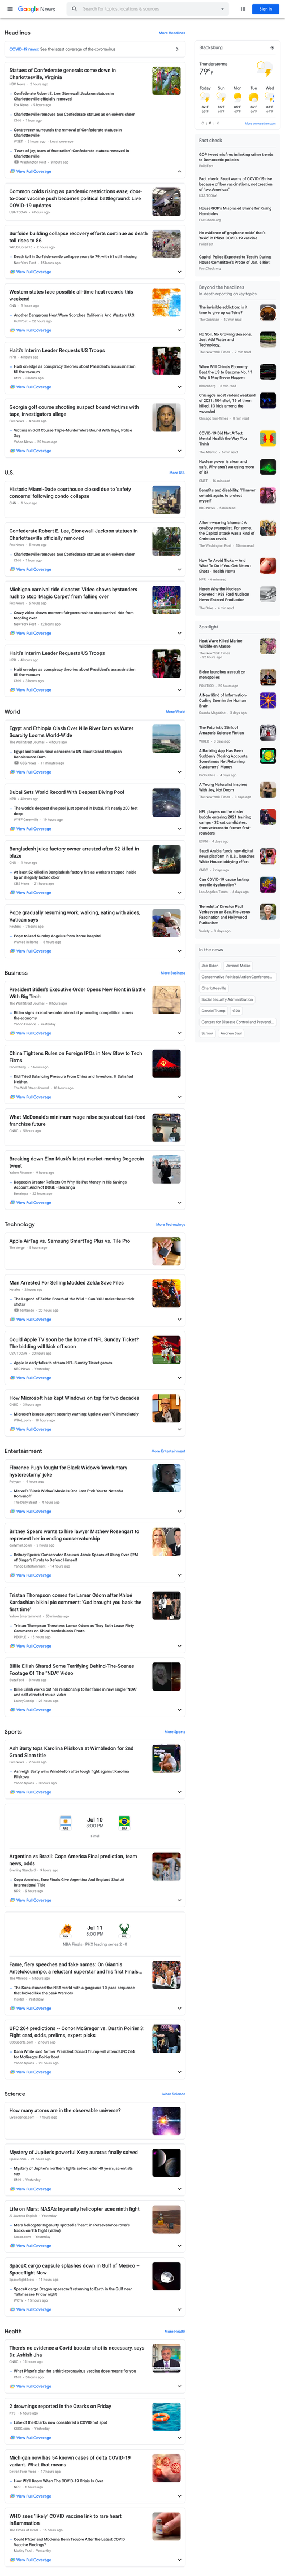 Google News
Search for topics, locations & sources
Sign in
Headlines
More Headlines
COVID-19 news: See the latest coverage of the coronavirus
Statues of Confederate generals come down in
Charlottesville, Virginia
Confederate Robert E. Lee, Stonewall Jackson statues in
Charlottesville officially removed
Charlottesville removes two Confederate statues as onlookers cheer
Controversy surrounds the removal of Confederate statues in
Charlottesville
'Tears of joy, tears of frustration': Confederate statues removed in
Charlottesville
View Full Coverage
Common colds rising as pandemic restrictions ease; door-
to-door vaccine push becomes political battleground: Live
COVID-19 updates
Surfside building collapse recovery efforts continue as death
toll rises to 86
Death toll in Surfside condo collapse soars to 79, with 61 still missing
View Full Coverage
Western states face possible all-time heat records this
weekend
Another Dangerous Heat Wave Scorches California And Western U.S.
View Full Coverage
Haiti's Interim Leader Requests US Troops
Haiti on edge as conspiracy theories about President's assassination
fill the vacuum
View Full Coverage
Georgia golf course shooting suspect bound victims with
tape, investigators allege
Victims in Golf Course Triple-Murder Were Bound With Tape, Police
Say
View Full Coverage
U.S.
More U.S.
Historic Miami-Dade courthouse closed due to 'safety
concerns' following condo collapse
Confederate Robert E. Lee, Stonewall Jackson statues in
Charlottesville officially removed
Charlottesville removes two Confederate statues as onlookers cheer
View Full Coverage
Michigan carnival ride disaster: Video shows bystanders
rush to stop 'Magic Carpet' from falling over
Crazy video shows moment fairgoers rush to stop carnival ride from
toppling over
View Full Coverage
Haiti's Interim Leader Requests US Troops
Haiti on edge as conspiracy theories about President's assassination
fill the vacuum
View Full Coverage
World
More World
Egypt and Ethiopia Clash Over Nile River Dam as Water
Scarcity Looms World-Wide
Egypt and Sudan raise concerns to UN about Grand Ethiopian
Renaissance Dam
View Full Coverage
Dubai Sets World Record With Deepest Diving Pool
The world's deepest dive pool just opened in Dubai. It's nearly 200 feet
deep
View Full Coverage
Bangladesh juice factory owner arrested after 52 killed in
blaze
At least 52 killed in Bangladesh factory fire as workers trapped inside
by an illegally locked door
View Full Coverage
Pope gradually resuming work, walking, eating with aides,
Vatican says
Pope to lead Sunday Angelus from Rome hospital
View Full Coverage
Business
More Business
President Biden's Executive Order Opens New Front in Battle
With Big Tech
Biden signs executive order aimed at promoting competition across
the economy
View Full Coverage
China Tightens Rules on Foreign IPOs in New Blow to Tech
Firms
Didi Tried Balancing Pressure From China and Investors. It Satisfied
Neither
View Full Coverage
What McDonald's minimum wage raise says about fast-food
franchise future
Breaking down Elon Musk's latest market-moving Dogecoin
tweet
Dogecoin Creator Reflects On Why He Put Money In His Savings
Account And Not DOGE - Benzinga
View Full Coverage
Technology
More Technology
Apple AirTag vs. Samsung SmartTag Plus vs. Tile Pro
Man Arrested For Selling Modded Zelda Save Files
The Legend of Zelda: Breath of the Wild – Can YOU make these trick
shots?
View Full Coverage
Could Apple TV soon be the home of NFL Sunday Ticket?
The bidding will kick off soon
Apple in early talks to stream NFL Sunday Ticket games
View Full Coverage
How Microsoft has kept Windows on top for two decades
Microsoft issues urgent security warning: Update your PC immediately
View Full Coverage
Entertainment
More Entertainment
Florence Pugh fought for Black Widow's 'involuntary
hysterectomy' joke
Marvel's 'Black Widow' Movie Is One Last F*ck You to Natasha
Romanoff
View Full Coverage
Britney Spears wants to hire lawyer Mathew Rosengart to
represent her in ending conservatorship
Britney Spears' Conservator Accuses Jamie Spears of Using Over $2M
of Singer's Funds to Defend Himself
View Full Coverage
Tristan Thompson comes for Lamar Odom after Khloé
Kardashian bikini pic comment: 'God brought you back the
first time'
Tristan Thompson Threatens Lamar Odom as They Both Leave Flirty
Comments on Khloé Kardashian's Photo
View Full Coverage
Billie Eilish Shared Some Terrifying Behind-The-Scenes
Footage Of The "NDA" Video
Billie Eilish works out her relationship to her fame in new single "NDA"
and self-directed music video
View Full Coverage
Sports
More Sports
Ash Barty tops Karolina Pliskova at Wimbledon for 2nd
Grand Slam title
Ashleigh Barty wins Wimbledon after tough fight against Karolina
Pliskova
View Full Coverage
Jul 10
8:00 PM
Final
Argentina vs Brazil: Copa America Final prediction, team
news, odds
Copa America, Euro Finals Give Argentina And England Shot At
International Title
View Full Coverage
Jul 11
8:00 PM
NBA Finals · PHX leading series 2 - 0
Fame, fiery speeches and fake names: On Giannis
Antetokounmpo, a reluctant superstar and his first Finals...
The Suns stunned the NBA world with a gorgeous 10-pass sequence
that looked like the peak Warriors
View Full Coverage
UFC 264 predictions -- Conor McGregor vs. Dustin Poirier 3:
Fight card, odds, prelims, expert picks
Dana White said former President Donald Trump will attend UFC 264
for McGregor-Poirier bout
View Full Coverage
Science
More Science
How many atoms are in the observable universe?
Mystery of Jupiter's powerful X-ray auroras finally solved
Mystery of Jupiter's northern lights solved after 40 years, scientists
say
View Full Coverage
Life on Mars: NASA's Ingenuity helicopter aces ninth flight
Mars helicopter Ingenuity spotted a 'heart' in Perseverance rover's
tracks on 9th flight (video)
View Full Coverage
SpaceX cargo capsule splashes down in Gulf of Mexico –
Spaceflight Now
SpaceX cargo Dragon spacecraft returning to Earth in the Gulf near
Tallahassee Friday night
View Full Coverage
Health
More Health
There's no evidence a Covid booster shot is necessary, says
Dr. Ashish Jha
What Pfizer's plan for a third coronavirus vaccine dose means for you
View Full Coverage
2 drownings reported in the Ozarks on Friday
Lake of the Ozarks now considered a COVID hot spot
View Full Coverage
Michigan now has 54 known cases of delta COVID-19
variant. What that means
How We'll Know When The COVID-19 Crisis Is Over
View Full Coverage
WHO sees 'likely' COVID vaccine link to rare heart
inflammation
Could Pfizer and Moderna Be in Trouble After the Latest COVID
Vaccine Findings?
View Full Coverage
Blacksburg
Thunderstorms
79°F
Today Sun Mon Tue Wed
More on weather.com
Fact check
GOP tweet misfires in linking crime trends
to Democratic policies
PolitiFact
Fact check: Fauci warns of COVID-19 rise
because of low vaccinations, not creation
of 'two Americas'
USA TODAY
House GOP's Misplaced Blame for Rising
Homicides
FactCheck.org
No evidence of 'graphene oxide' that's
'toxic' in Pfizer COVID-19 vaccine
PolitiFact
Capitol Police Expected to Testify During
House Committee's Probe of Jan. 6 Riot
FactCheck.org
Beyond the headlines
In-depth reporting on key topics
The invisible addiction: is it
time to give up caffeine?
No Soil. No Growing Seasons.
Just Add Water and
Technology.
When Will China's Economy
Beat the US to Become No. 1?
Why It May Never Happen
Chicago's most violent weekend
of 2021: 104 shot, 19 of them
killed. 13 kids among the
wounded
COVID-19 Did Not Affect
Mental Health the Way You
Think
Nuclear power is clean and
safe. Why aren't we using more
of it?
Benefits and disability: 'I'll never
cohabit again, to protect
myself'
A horn-wearing 'shaman.' A
cowboy evangelist. For some,
the Capitol attack was a kind of
Christian revolt.
How To Avoid Ticks — And
What To Do If You Get Bitten :
Shots - Health News
Here's Why the Nuclear-
Powered 1958 Ford Nucleon
Never Entered Production
Spotlight
Heat Wave Killed Marine
Wildlife en Masse
Biden launches assault on
monopolies
A New Kind of Information-
Coding Seen in the Human
Brain
The Futuristic Stink of
Amazon's Science Fiction
A Banking App Has Been
Suddenly Closing Accounts,
Sometimes Not Returning
Customers' Money
A Young Naturalist Inspires
With Joy, Not Doom
NFL players on the roster
bubble entering 2021 training
camps - 32 cut candidates,
from veterans to former first-
rounders
Saudi Arabia funds new digital
news platform in U.S., launches
White House lobbying effort
Can COVID-19 cause lasting
erectile dysfunction?
'Benedetta' Director Paul
Verhoeven on Sex, His Jesus
Fascination and Hollywood
Puritanism
In the news
Joe Biden
Jovenel Moïse
Conservative Political Action Conferenc...
Charlottesville
Social Security Administration
Donald Trump
G20
Centers for Disease Control and Preventi...
School
Andrew Saul